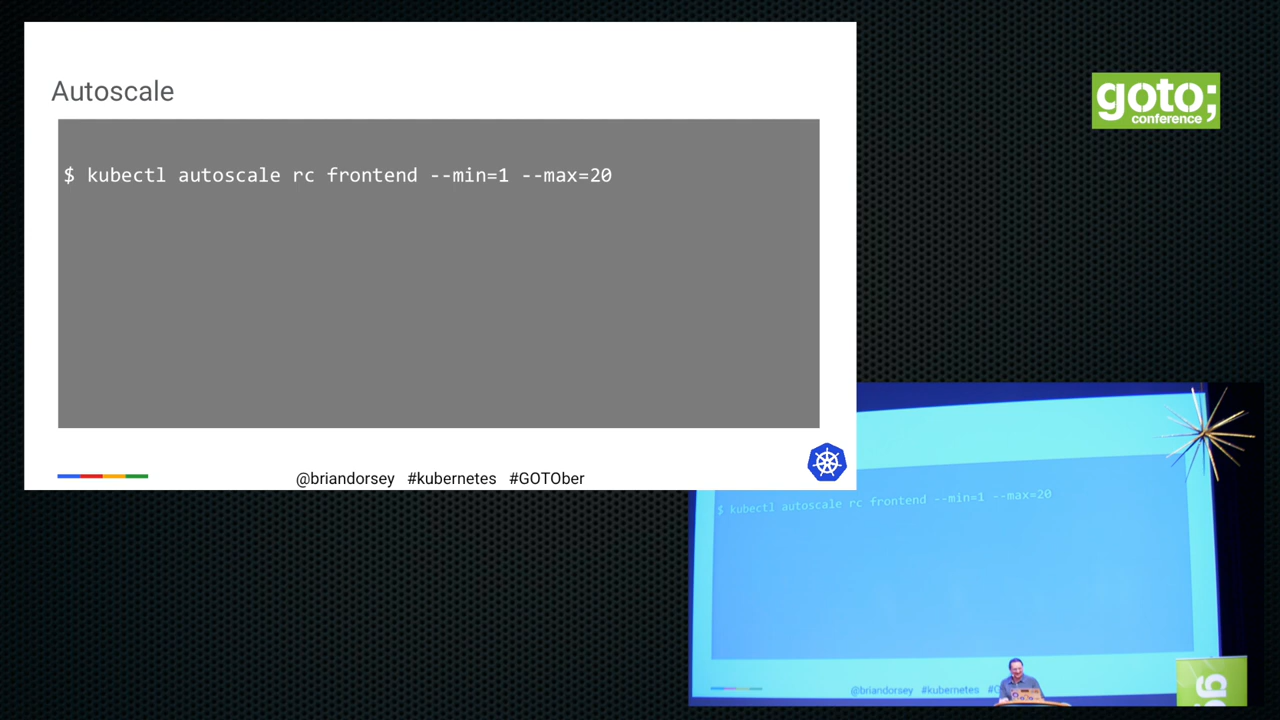 Autoscale
$ kubectl autoscale rc frontend --min=1 --max=20
@briandorsey #kubernetes #GOTOber
goto;
conference
$ kubectl autoscale rc frontend --min=1 --max=20
@briandorsey #kubernetes